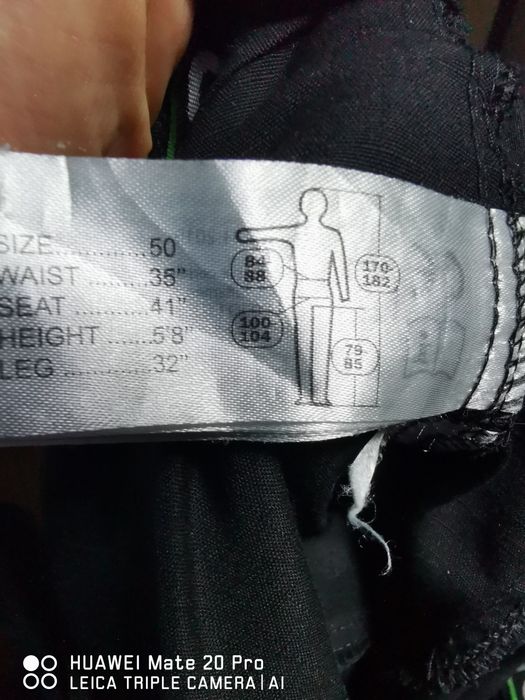 SIZE..............50
WAIST 35"
SEAT ...........41"
HEIGHT .......5'8"
LEG ..............32"
84
88
170-
182
100
104
79
85
HUAWEI Mate 20 Pro
LEICA TRIPLE CAMERA | AI